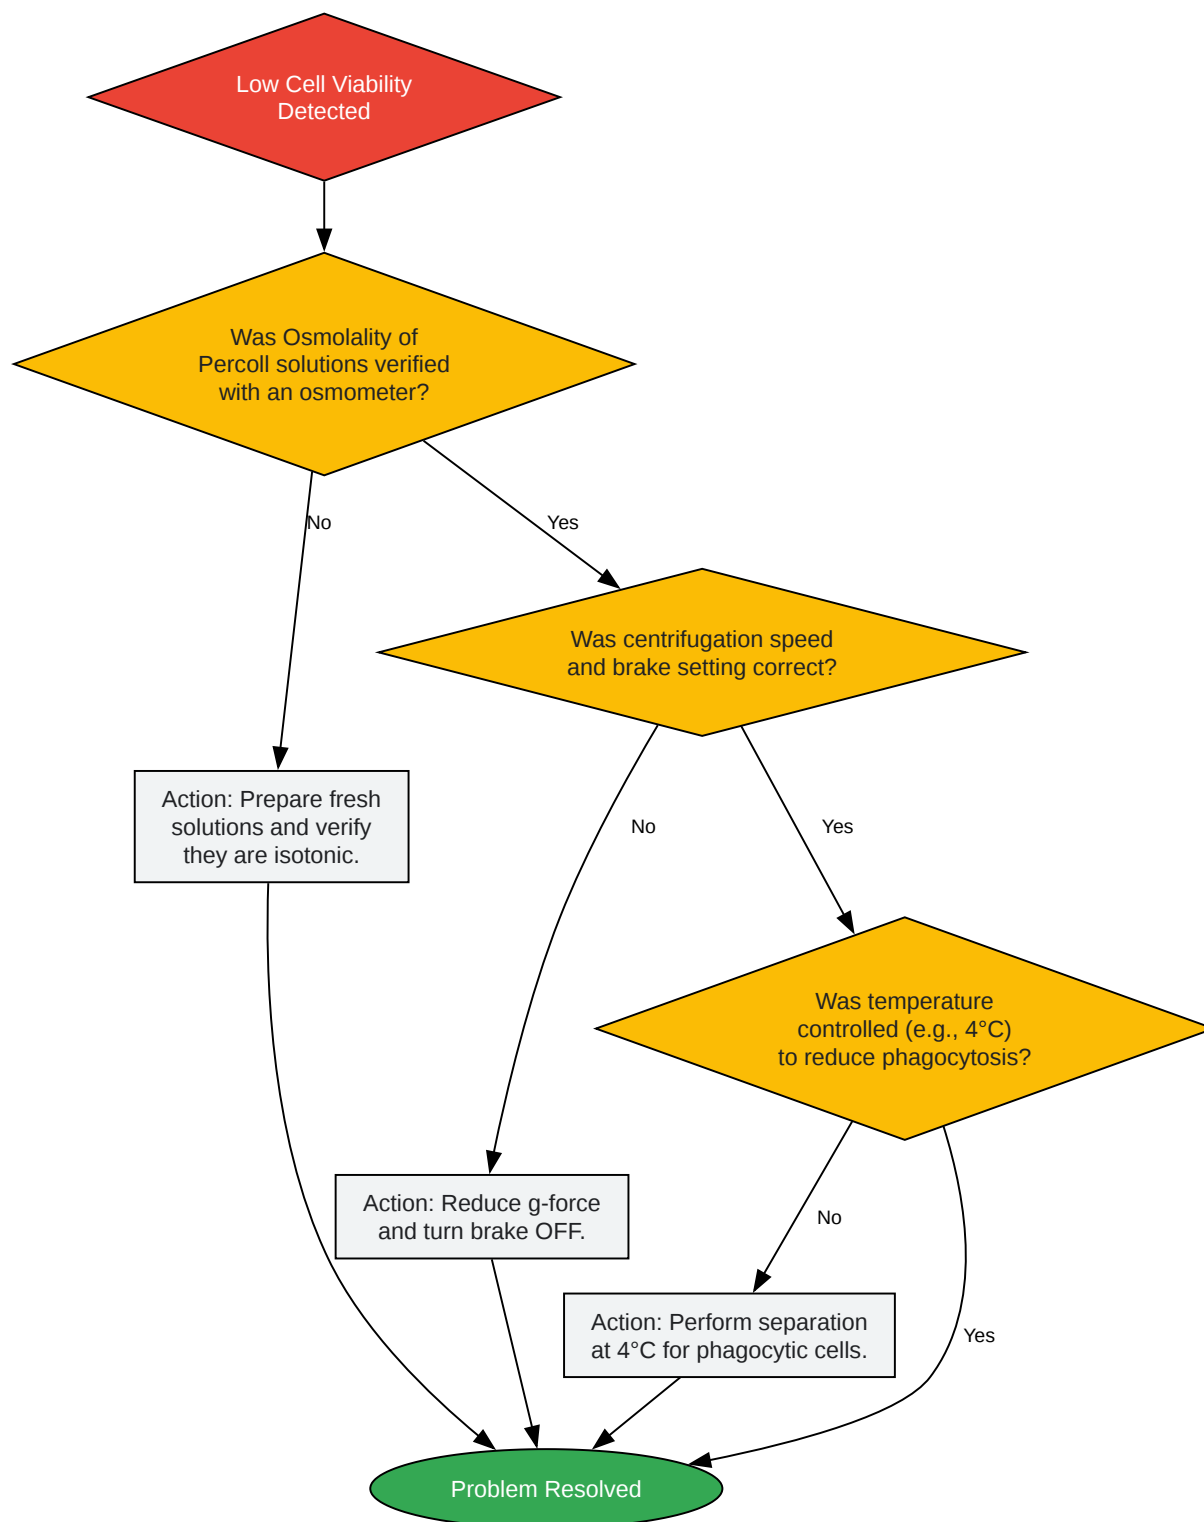 Low Cell Viability
Detected
Was Osmolality of
Percoll solutions verified
with an osmometer?
No
Yes
Was centrifugation speed
and brake setting correct?
Action: Prepare fresh
solutions and verify
they are isotonic.
No
Yes
Was temperature
controlled (e.g., 4°C)
to reduce phagocytosis?
Action: Reduce g-force
and turn brake OFF.
No
Action: Perform separation
at 4°C for phagocytic cells.
Yes
Problem Resolved